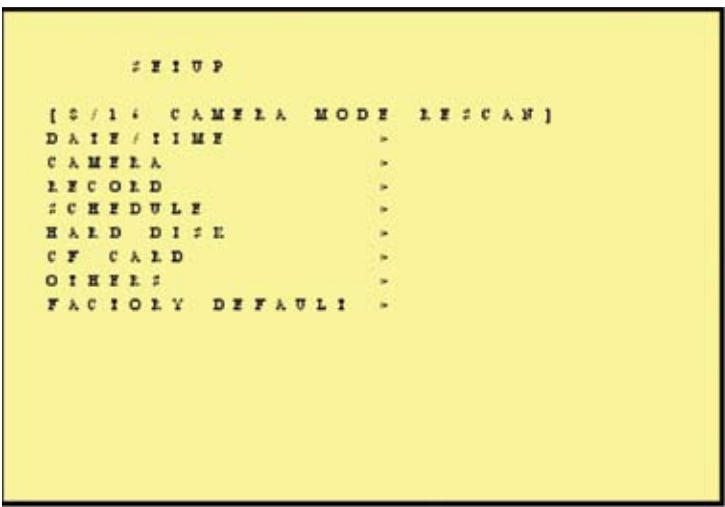 SETUP
[8/16 CAMERA MODE RESCAN]
DATE/TIME >
CAMERA >
RECORD >
SCHEDULE >
HARD DISK >
CF CARD >
OTHERS >
FACTORY DEFAULT >